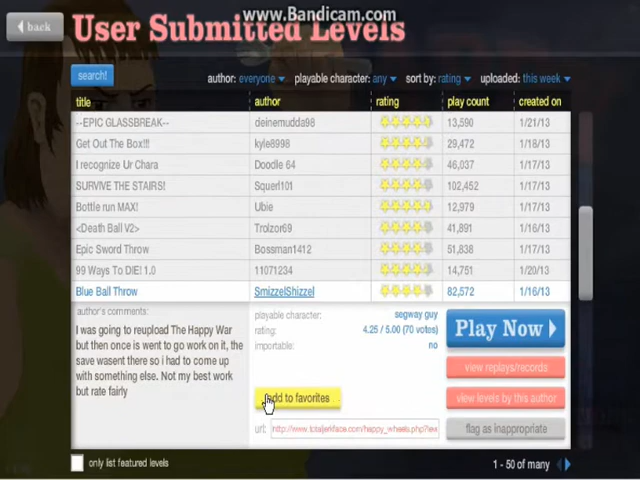 www.Bandicam.com
back
User Submitted Levels
search!
author: everyone playable character: any sort by: rating uploaded: this week
title author rating play count created on
--EPIC GLASSBREAK-- deinemudda98 13,590 1/21/13
Get Out The Box!!! kyle8998 29,472 1/18/13
I recognize Ur Chara Doodle 64 46,037 1/17/13
SURVIVE THE STAIRS! Squerl101 102,452 1/17/13
Bottle run MAX! Ubie 12,979 1/17/13
<Death Ball V2> Trolzor69 41,891 1/16/13
Epic Sword Throw Bossman1412 51,838 1/17/13
99 Ways To DIE! 1.0 11071234 14,751 1/20/13
Blue Ball Throw SmizzelShizzel 82,572 1/16/13
author's comments:
I was going to reupload The Happy War
but then once is went to go work on it, the
save wasent there so i had to come up
with something else. Not my best work
but rate fairly
playable character: segway guy
rating: 4.25 / 5.00 (70 votes)
importable: no
add to favorites
url: http://www.totaljerkface.com/happy_wheels.php?lev
Play Now
view replays/records
view levels by this author
flag as inappropriate
only list featured levels
1 - 50 of many